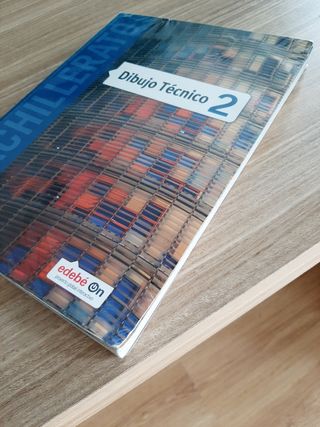 CHILLERATO
Dibujo Técnico 2
edebé On